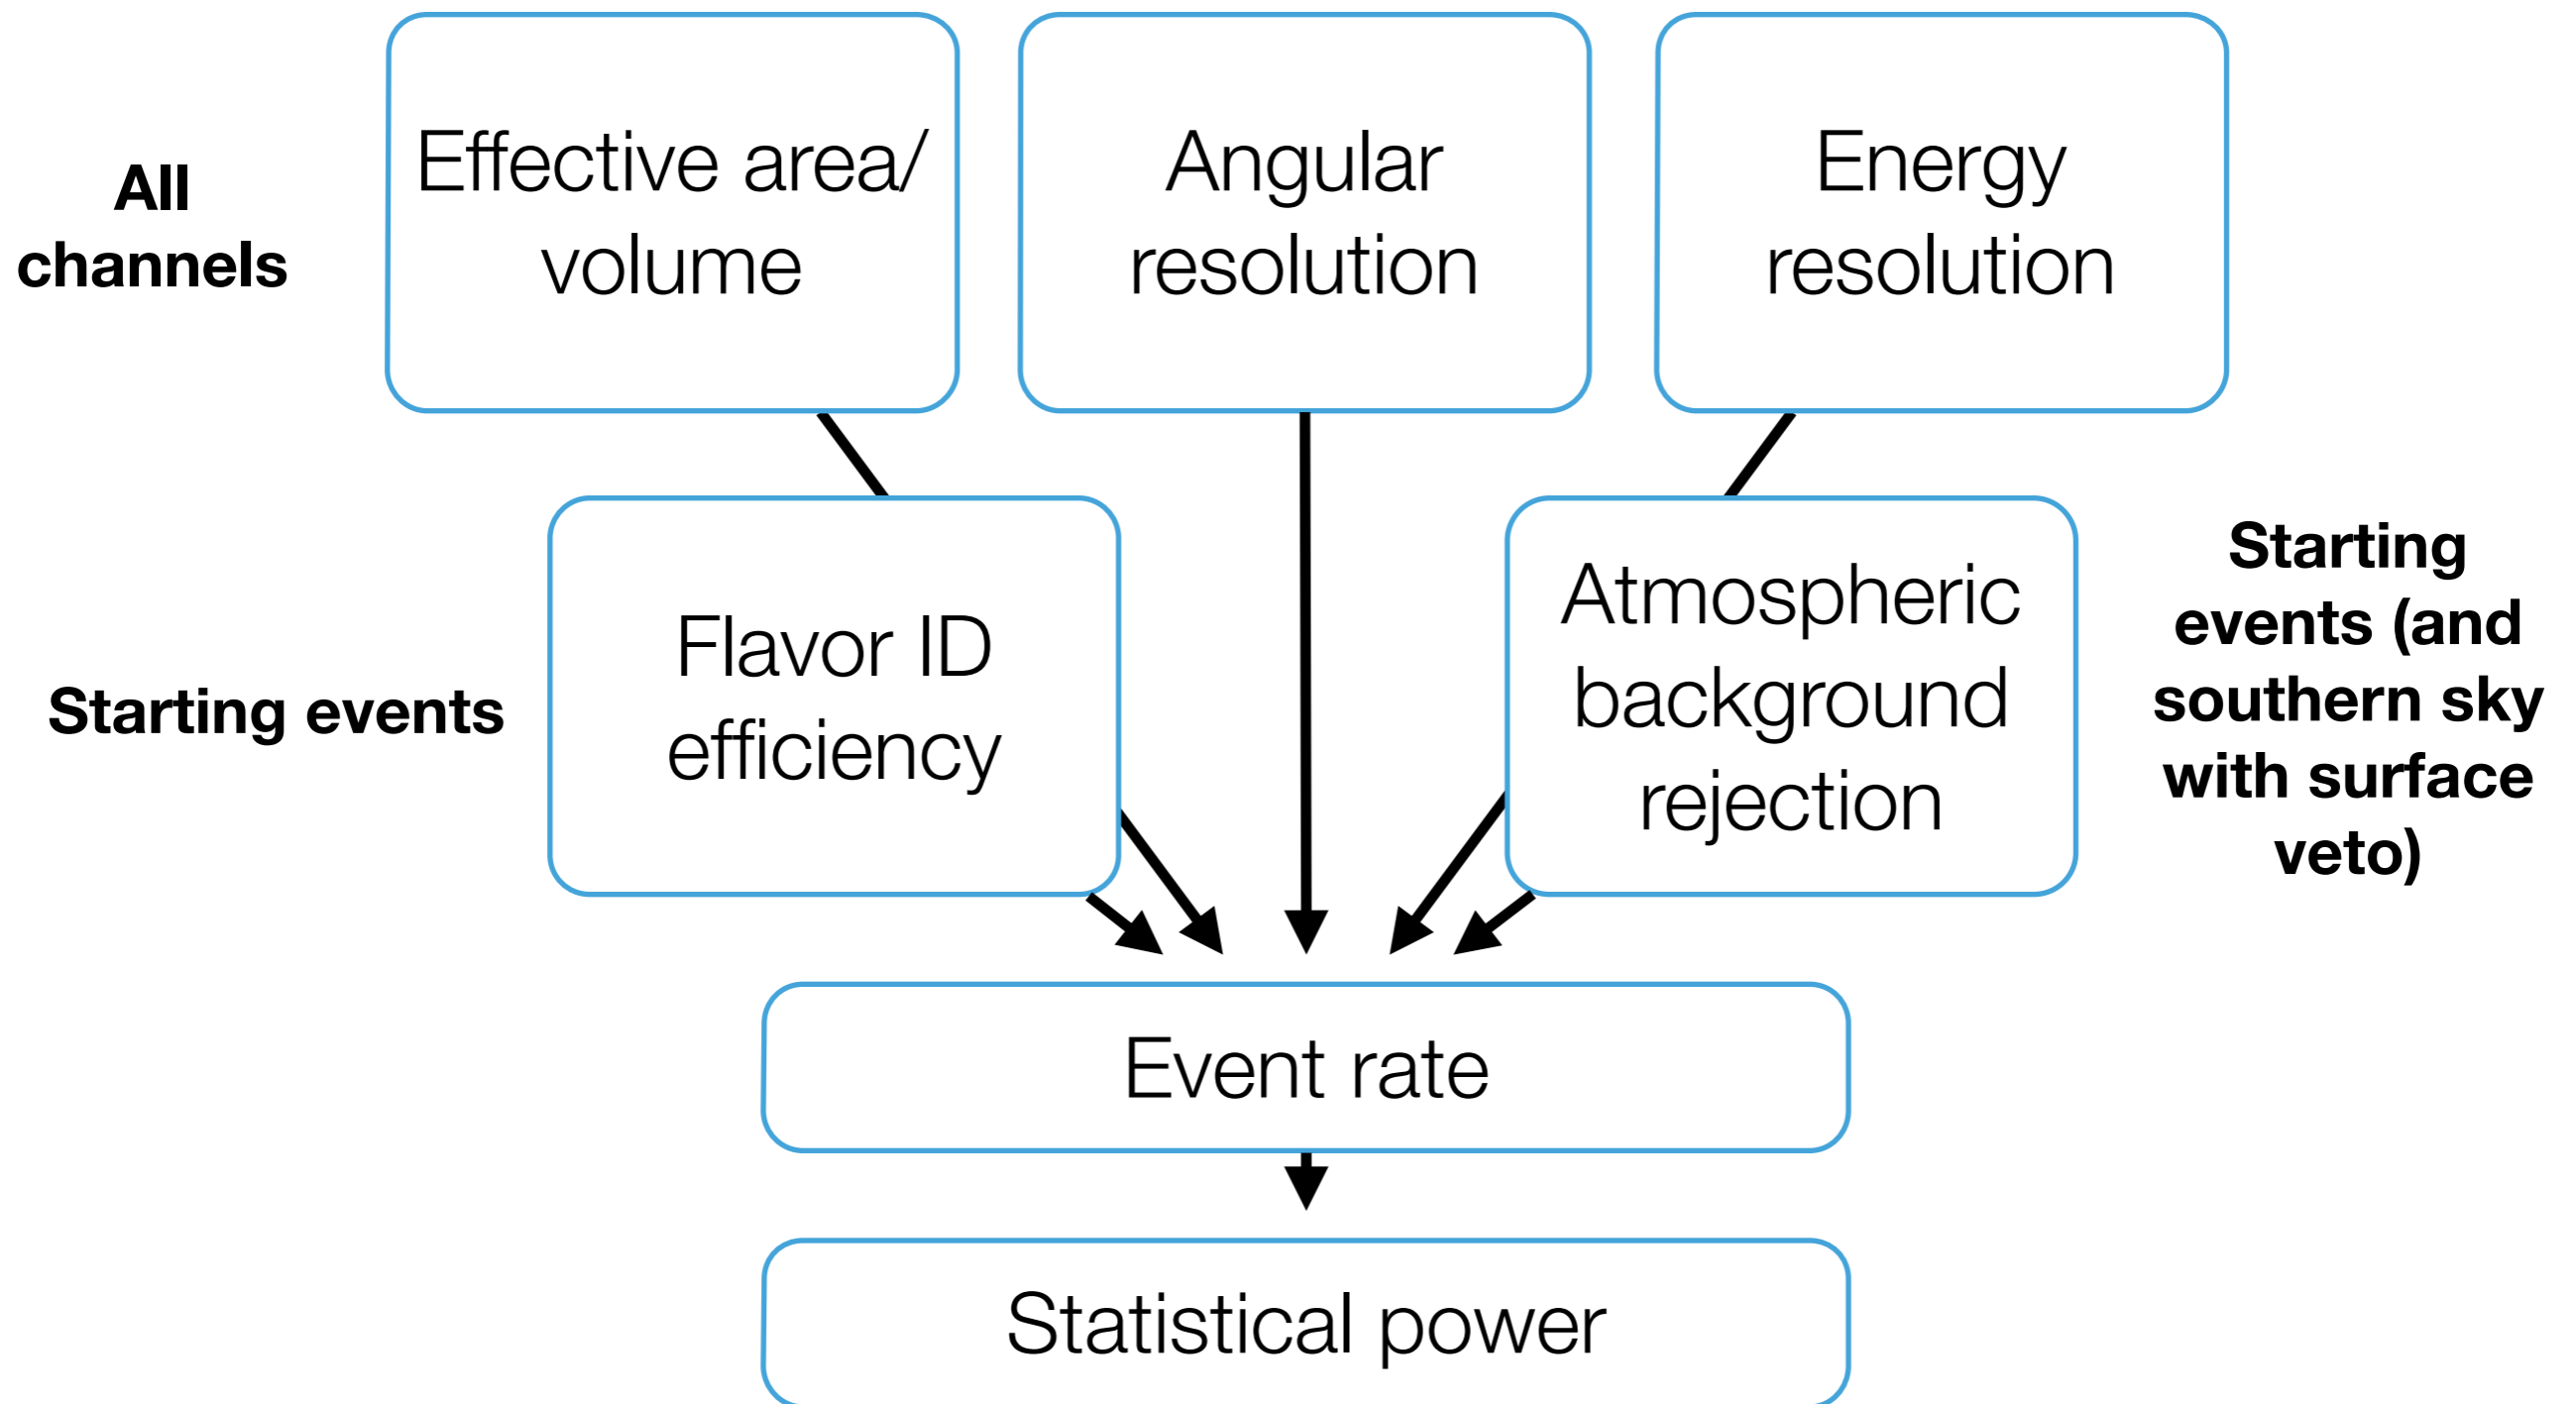 All
channels
Effective area/
volume
Angular
resolution
Energy
resolution
Starting events
Flavor ID
efficiency
Atmospheric
background
rejection
Starting
events (and
southern sky
with surface
veto)
Event rate
Statistical power